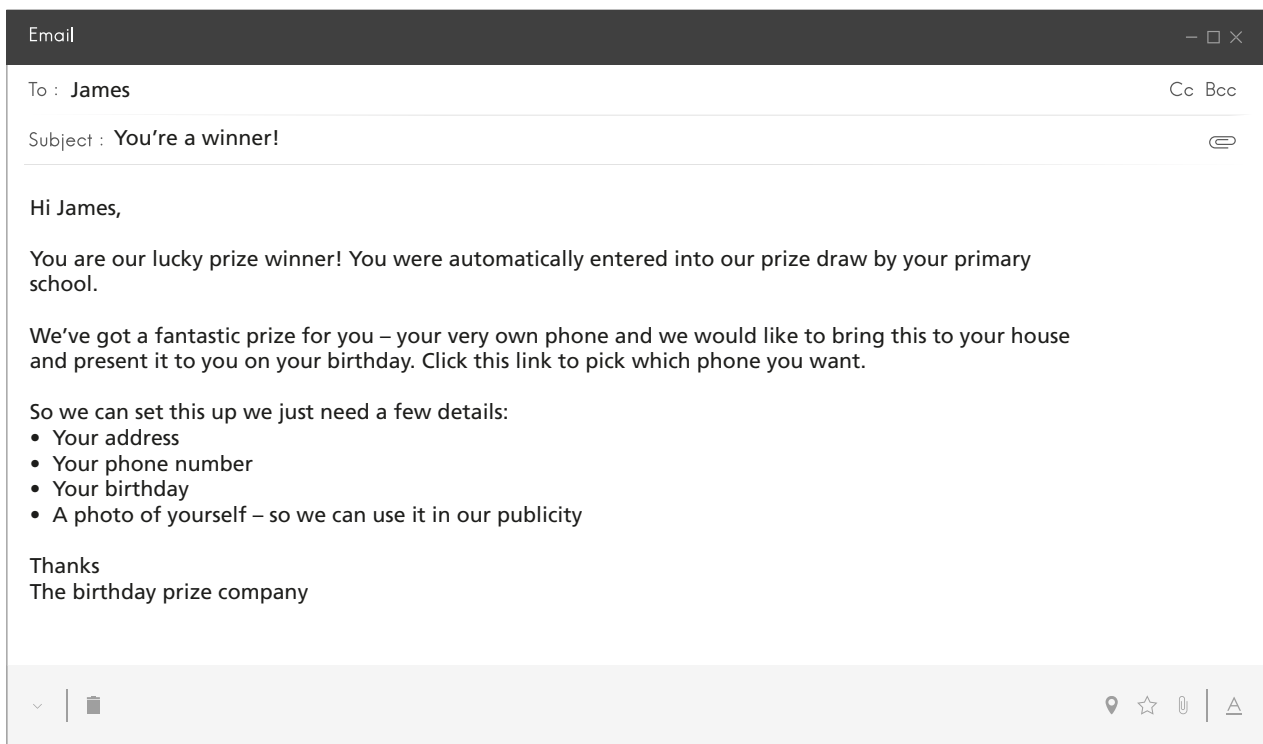 Email
To : James
Cc Bcc
Subject : You’re a winner!
Hi James,
You are our lucky prize winner! You were automatically entered into our prize draw by your primary
school.
We’ve got a fantastic prize for you – your very own phone and we would like to bring this to your house
and present it to you on your birthday. Click this link to pick which phone you want.
So we can set this up we just need a few details:
• Your address
• Your phone number
• Your birthday
• A photo of yourself – so we can use it in our publicity
Thanks
The birthday prize company
A